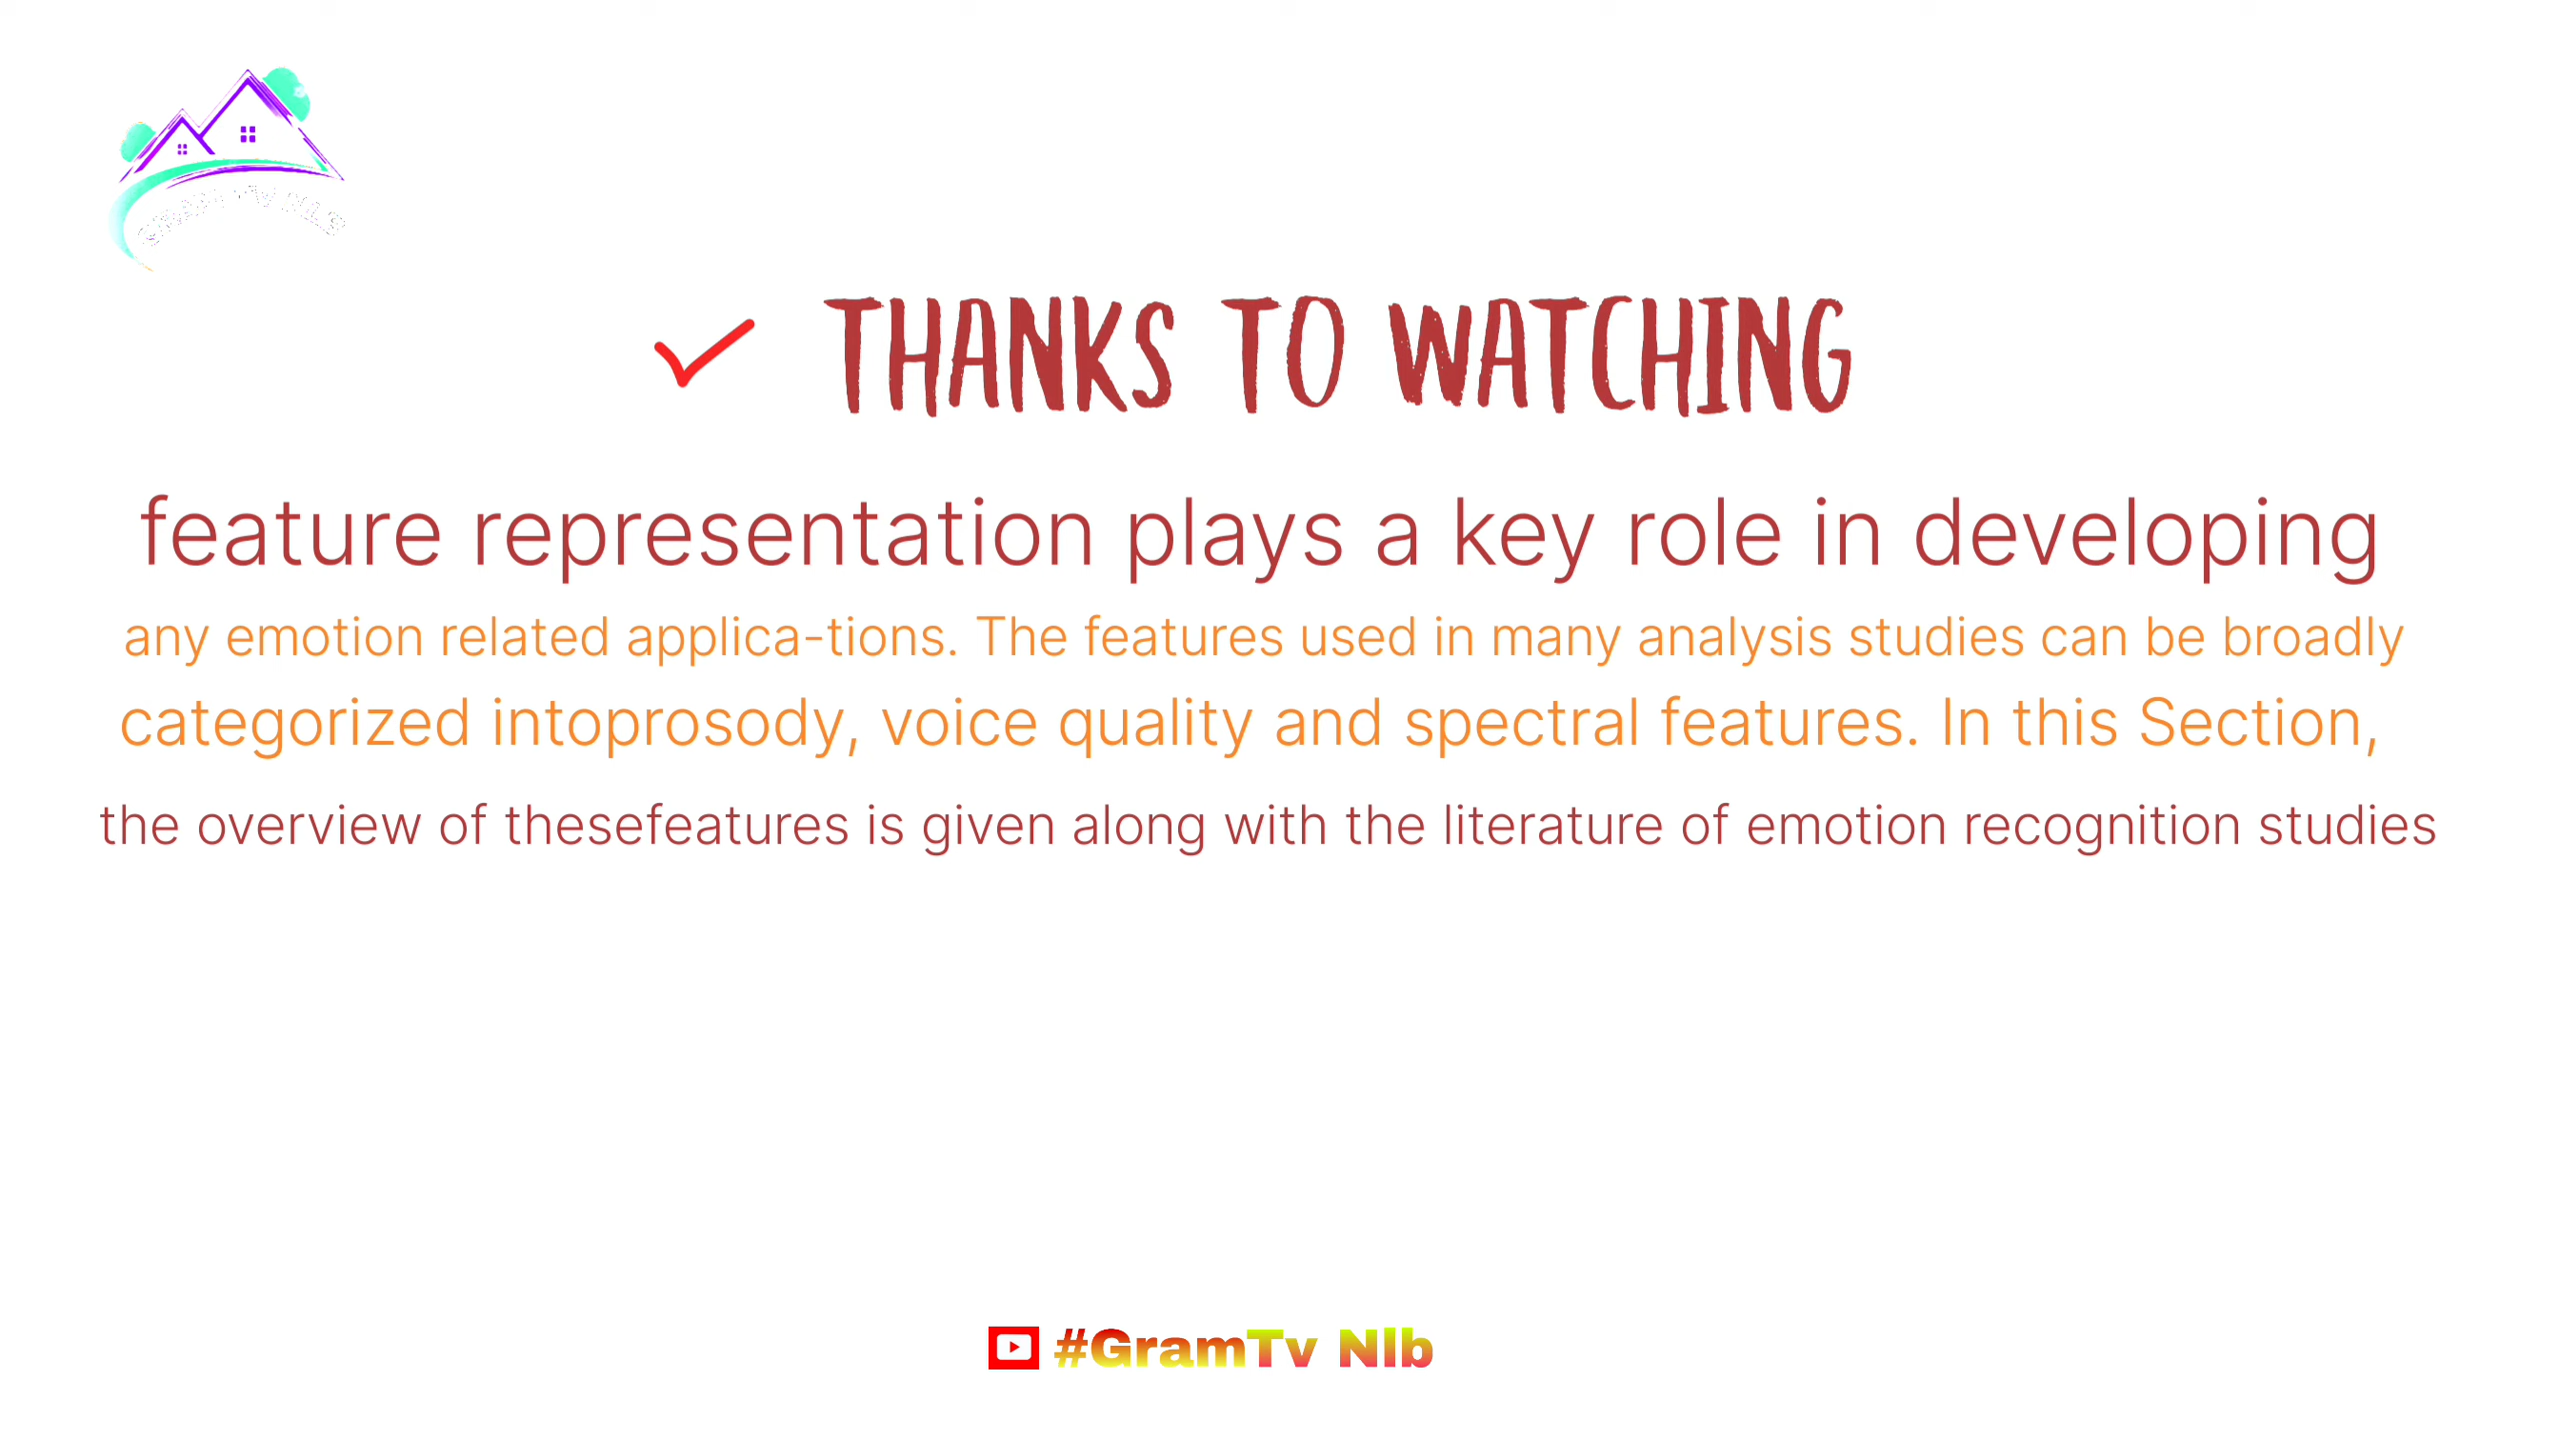 THANKS TO WATCHING
feature representation plays a key role in developing
any emotion related applica-tions. The features used in many analysis studies can be broadly
categorized intoprosody, voice quality and spectral features. In this Section,
the overview of thesefeatures is given along with the literature of emotion recognition studies
#GramTv Nlb